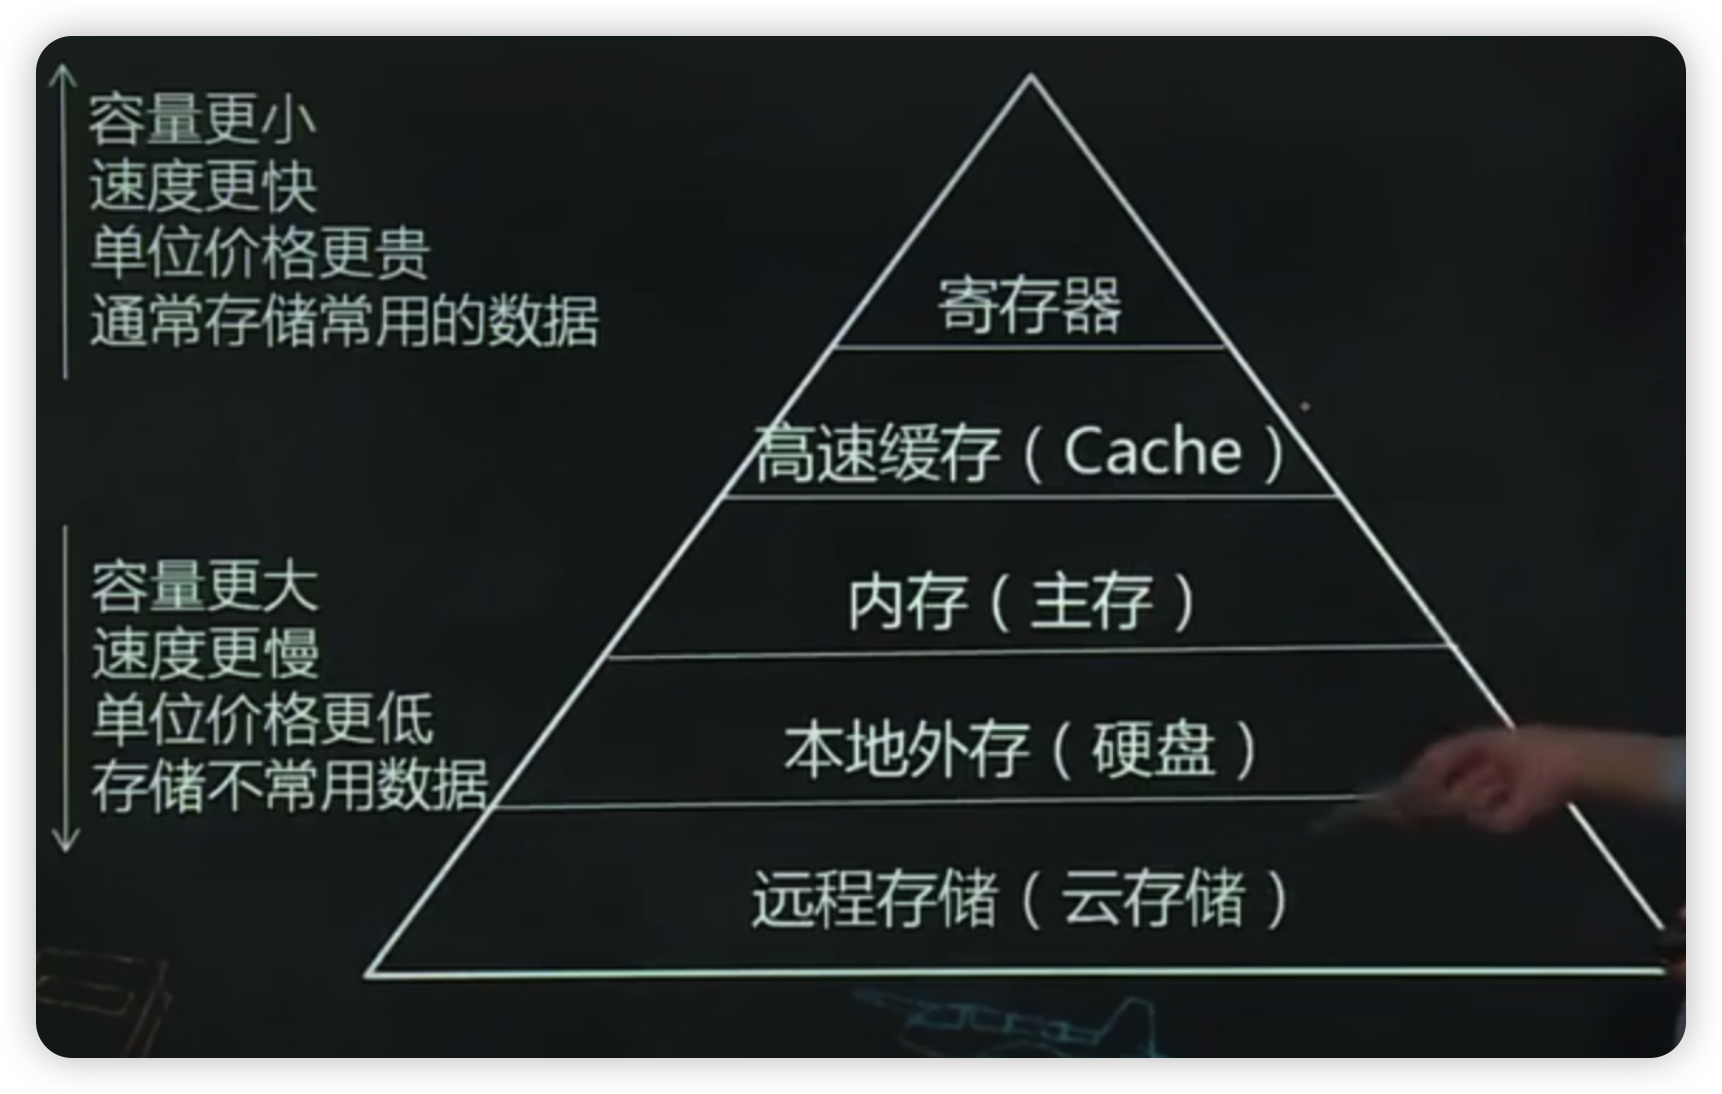 容量更小
速度更快
单位价格更贵
通常存储常用的数据
寄存器
高速缓存（Cache）
内存（主存）
容量更大
速度更慢
单位价格更低
存储不常用数据
本地外存（硬盘）
远程存储（云存储）